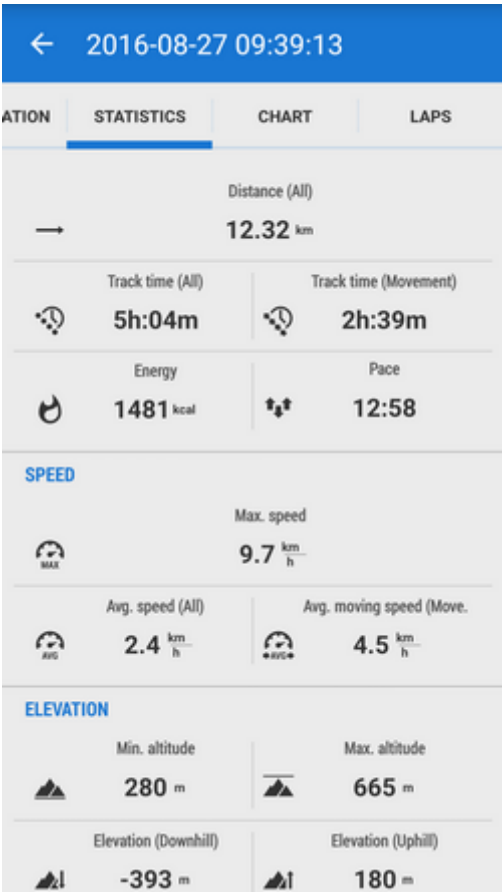 2016-08-27 09:39:13
ATION STATISTICS CHART LAPS
Distance (All)
12.32 km
Track time (All) Track time (Movement)
5h:04m 2h:39m
Energy Pace
1481 kcal 12:58
SPEED
Max. speed
9.7 km/h
MAX
Avg. speed (All) Avg. moving speed (Move.
2.4 km/h 4.5 km/h
AVG AVG
ELEVATION
Min. altitude Max. altitude
280 m 665 m
Elevation (Downhill) Elevation (Uphill)
-393 m 180 m